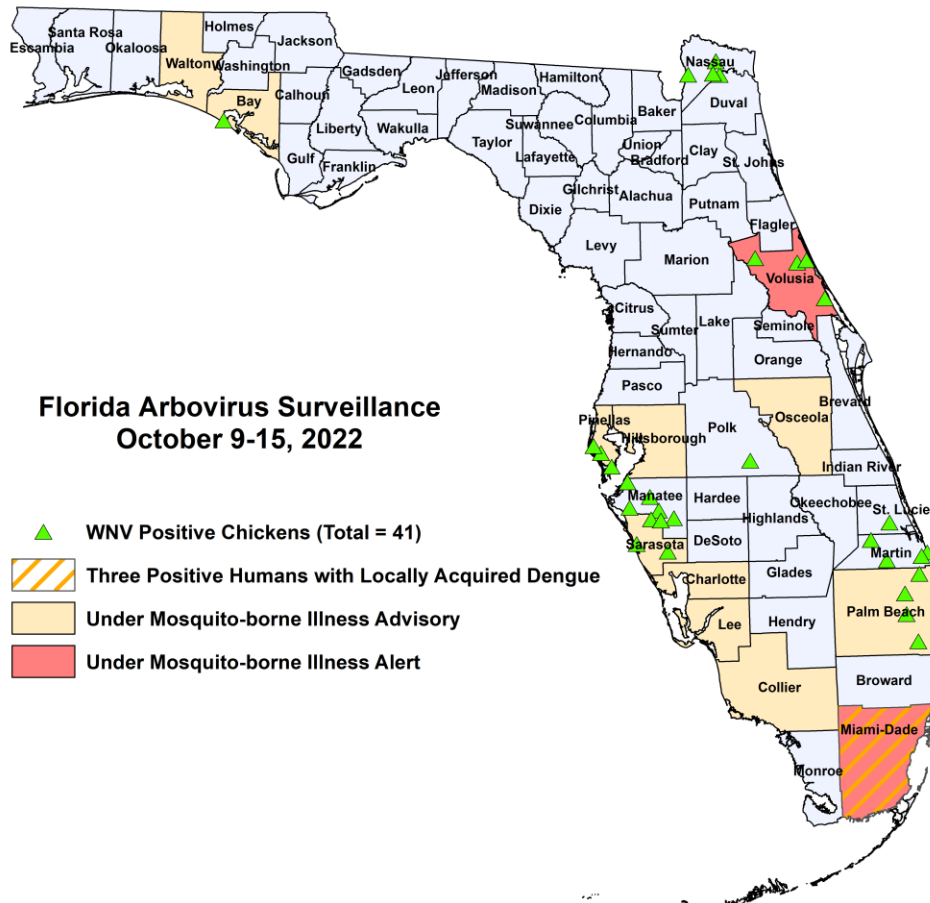 Holmes
Santa Rosa
Jackson
Escambia
Okaloosa
Walton
Washington
Gadsden
Jefferson
Hamilton
Nassau
Leon
Madison
Bay
Calhoun
Columbia
Baker
Duval
Liberty
Wakulla
Suwannee
Taylor
Union
Clay
Gulf
Lafayette
Bradford
St. Johns
Franklin
Gilchrist
Alachua
Putnam
Dixie
Flagler
Levy
Marion
Volusia
Citrus
Lake
Sumter
Seminole
Hernando
Orange
Pasco
Florida Arbovirus Surveillance
October 9-15, 2022
Brevard
Pinellas
Osceola
Hillsborough
Polk
Indian River
Manatee
Hardee
Okeechobee
St. Lucie
Highlands
WNV Positive Chickens (Total = 41)
DeSoto
Sarasota
Martin
Three Positive Humans with Locally Acquired Dengue
Charlotte
Glades
Under Mosquito-borne Illness Advisory
Lee
Hendry
Palm Beach
Under Mosquito-borne Illness Alert
Broward
Collier
Miami-Dade
Monroe